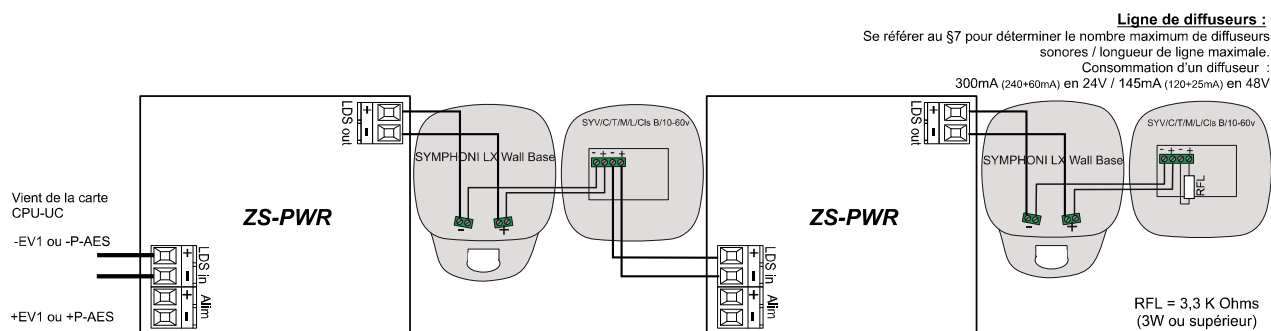 Ligne de diffuseurs :
Se référer au §7 pour déterminer le nombre maximum de diffuseurs
sonores / longueur de ligne maximale.
Consommation d'un diffuseur :
300mA (240+60mA) en 24V / 145mA (120+25mA) en 48V
+
-
LDS out
SYV/C/T/M/L/Cls B/10-60v
- + - +
SYMPHONI LX Wall Base
- +
+
-
LDS out
SYV/C/T/M/L/Cls B/10-60v
- + - +
RFL
SYMPHONI LX Wall Base
- +
Vient de la carte
CPU-UC
-EV1 ou -P-AES
+EV1 ou +P-AES
ZS-PWR
+
-
LDS in
+
-
Alim
ZS-PWR
+
-
LDS in
+
-
Alim
RFL = 3,3 K Ohms
(3W ou supérieur)